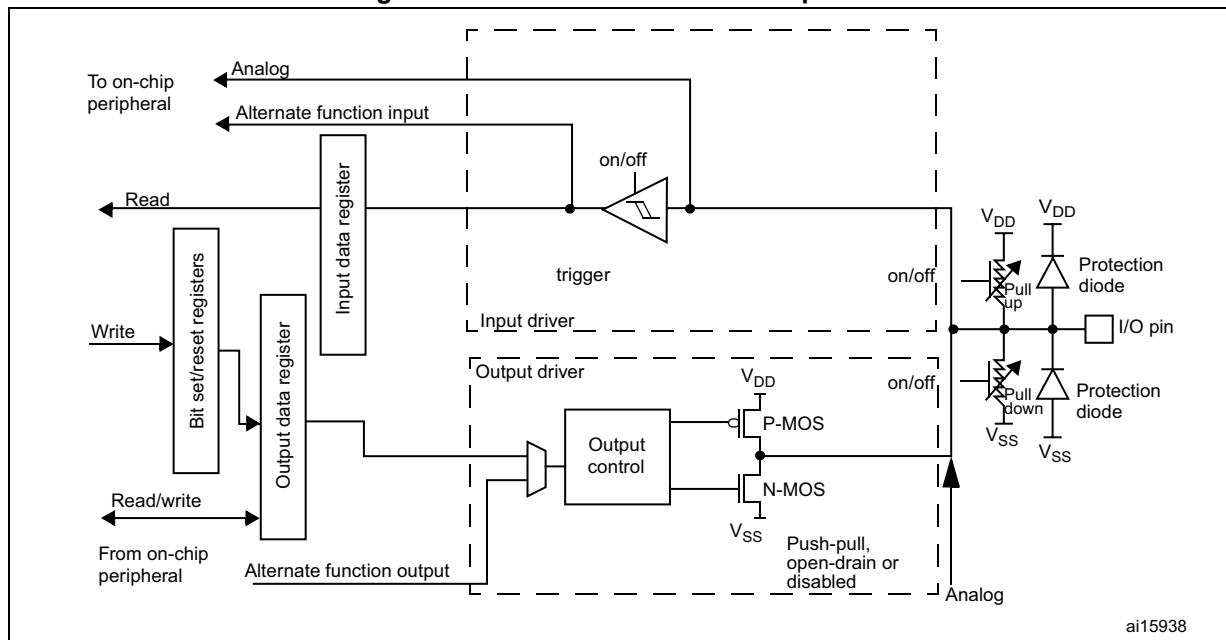 To on-chip
peripheral
Analog
Alternate function input
on/off
Read
Input data register
trigger
on/off
VDD
VDD
Pull
up
Protection
diode
Input driver
I/O pin
Write
Bit set/reset registers
Output data register
Output driver
VDD
on/off
Pull
down
Protection
diode
VSS
VSS
Output
control
P-MOS
N-MOS
VSS
Read/write
From on-chip
peripheral
Alternate function output
Push-pull,
open-drain or
disabled
Analog
ai15938